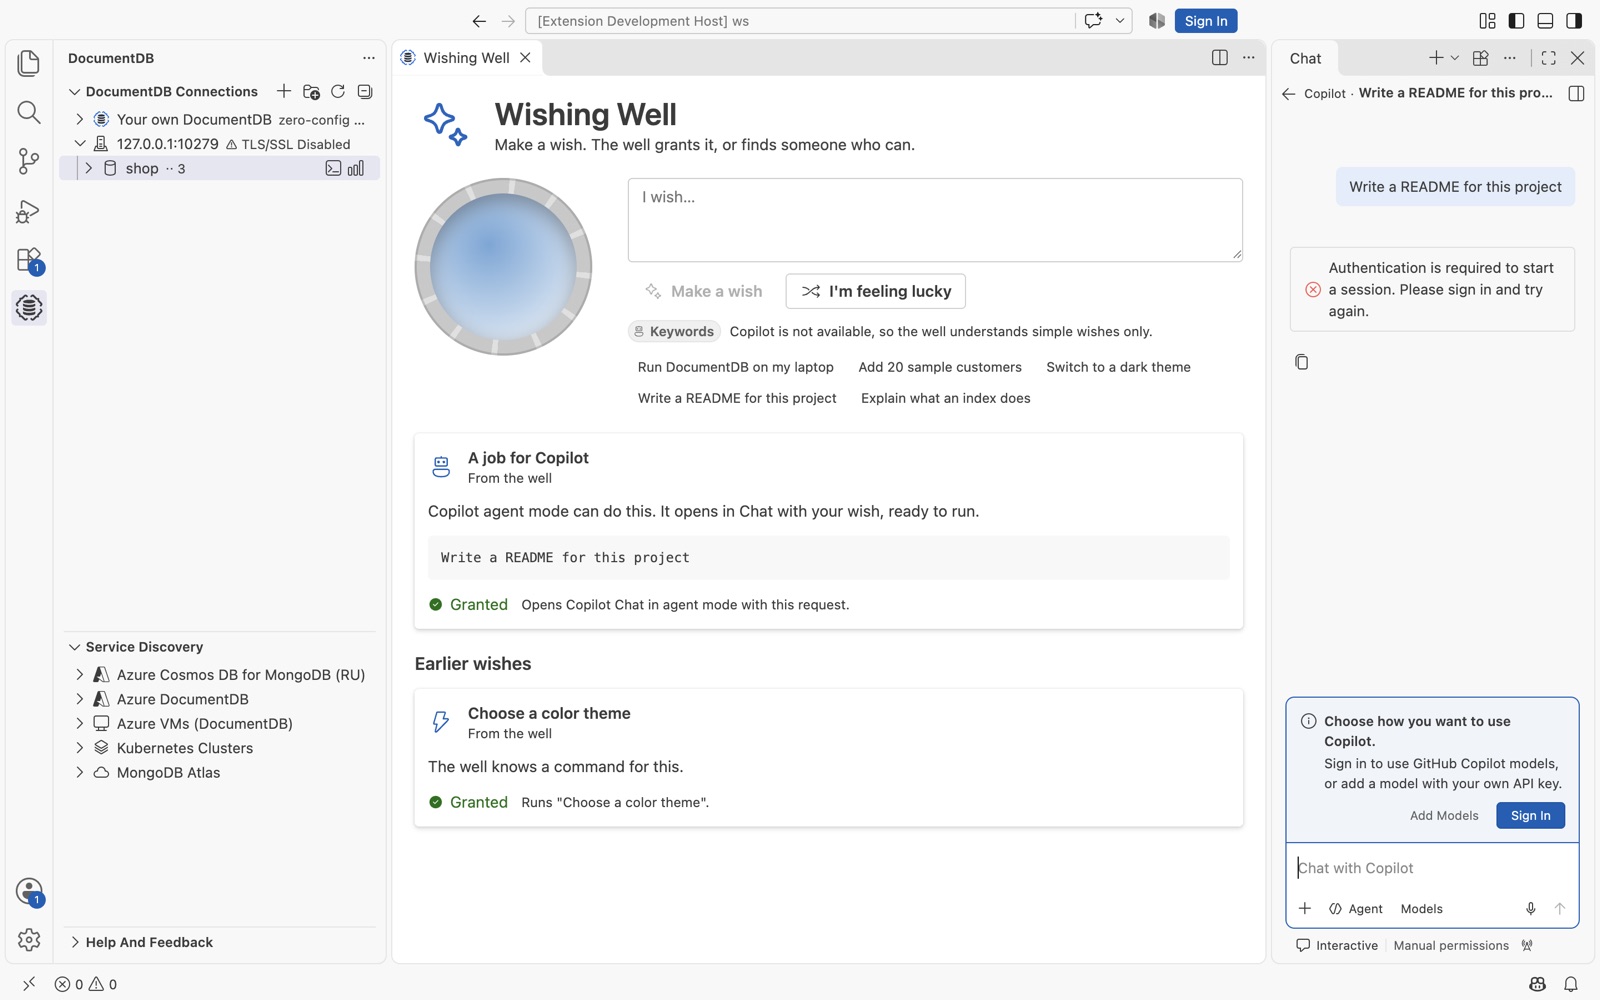 [Extension Development Host] ws
Sign In
DocumentDB
DocumentDB Connections
Your own DocumentDB zero-config ...
127.0.0.1:10279 TLS/SSL Disabled
shop ·· 3
Service Discovery
Azure Cosmos DB for MongoDB (RU)
Azure DocumentDB
Azure VMs (DocumentDB)
Kubernetes Clusters
MongoDB Atlas
Help And Feedback
1
1
0 0
Wishing Well
Wishing Well
Make a wish. The well grants it, or finds someone who can.
I wish...
Make a wish
I'm feeling lucky
Keywords Copilot is not available, so the well understands simple wishes only.
Run DocumentDB on my laptop Add 20 sample customers Switch to a dark theme
Write a README for this project Explain what an index does
A job for Copilot
From the well
Copilot agent mode can do this. It opens in Chat with your wish, ready to run.
Write a README for this project
Granted Opens Copilot Chat in agent mode with this request.
Earlier wishes
Choose a color theme
From the well
The well knows a command for this.
Granted Runs "Choose a color theme".
Chat
Copilot · Write a README for this pro...
Write a README for this project
Authentication is required to start
a session. Please sign in and try
again.
Choose how you want to use
Copilot.
Sign in to use GitHub Copilot models,
or add a model with your own API key.
Add Models Sign In
Chat with Copilot
Agent Models
Interactive Manual permissions